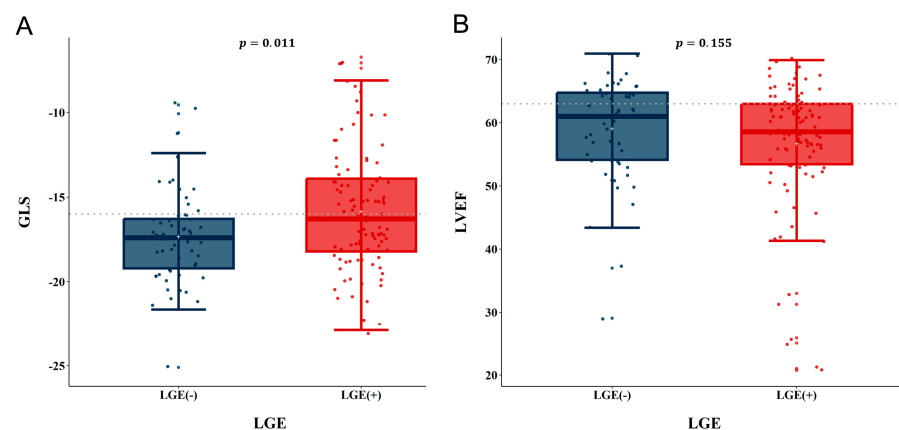 A
p = 0.011
GLS
-10
-15
-20
-25
LGE(-)
LGE(+)
LGE
B
p = 0.155
LVEF
70
60
50
40
30
20
LGE(-)
LGE(+)
LGE